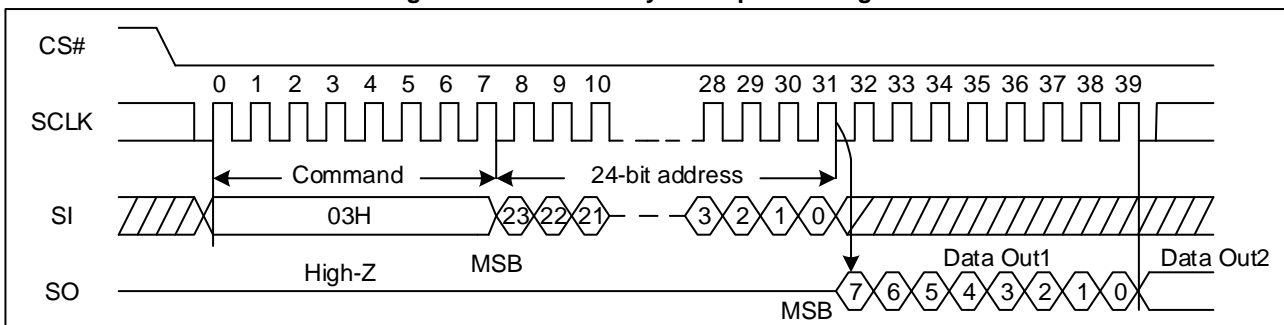 CS#
0 1 2 3 4 5 6 7 8 9 10 28 29 30 31 32 33 34 35 36 37 38 39
SCLK
Command 24-bit address
SI 03H 23 22 21 3 2 1 0
Data Out1 Data Out2
High-Z MSB
SO 7 6 5 4 3 2 1 0
MSB